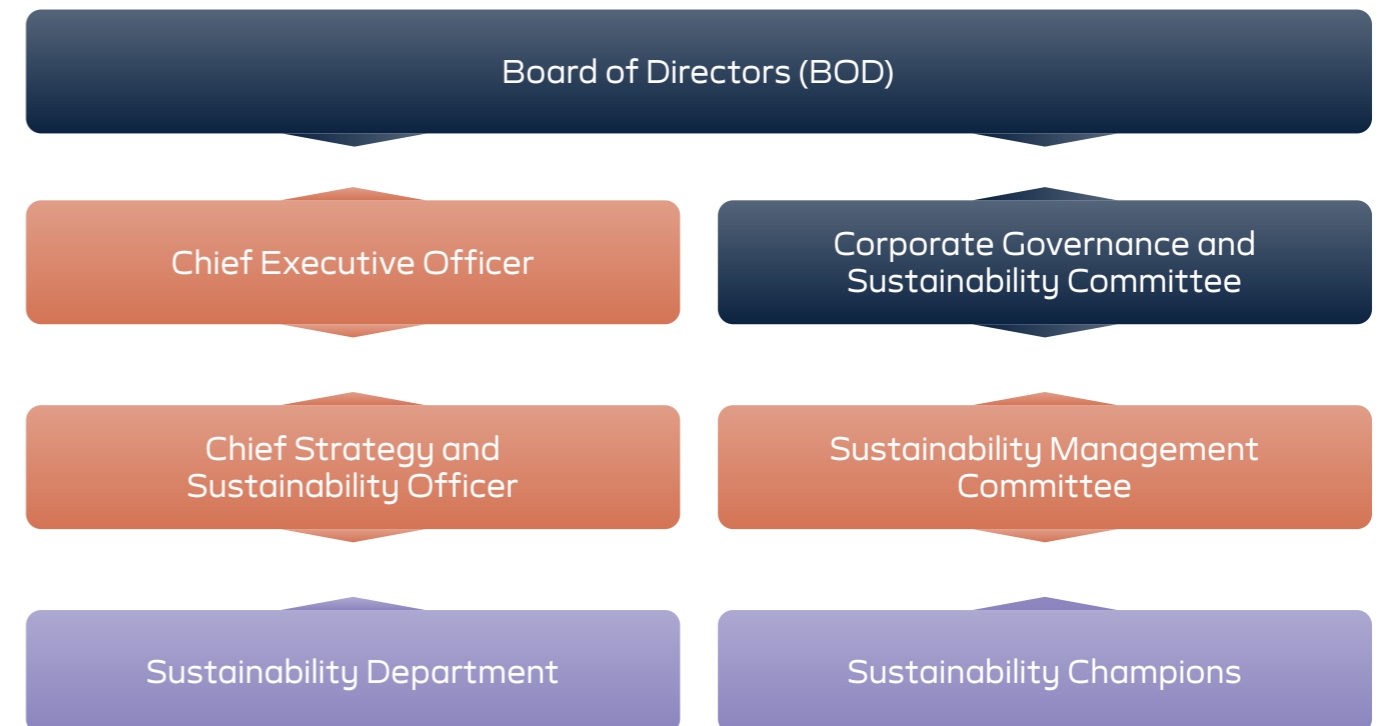 Board of Directors (BOD)
Chief Executive Officer
Corporate Governance and
Sustainability Committee
Chief Strategy and
Sustainability Officer
Sustainability Management
Committee
Sustainability Department
Sustainability Champions